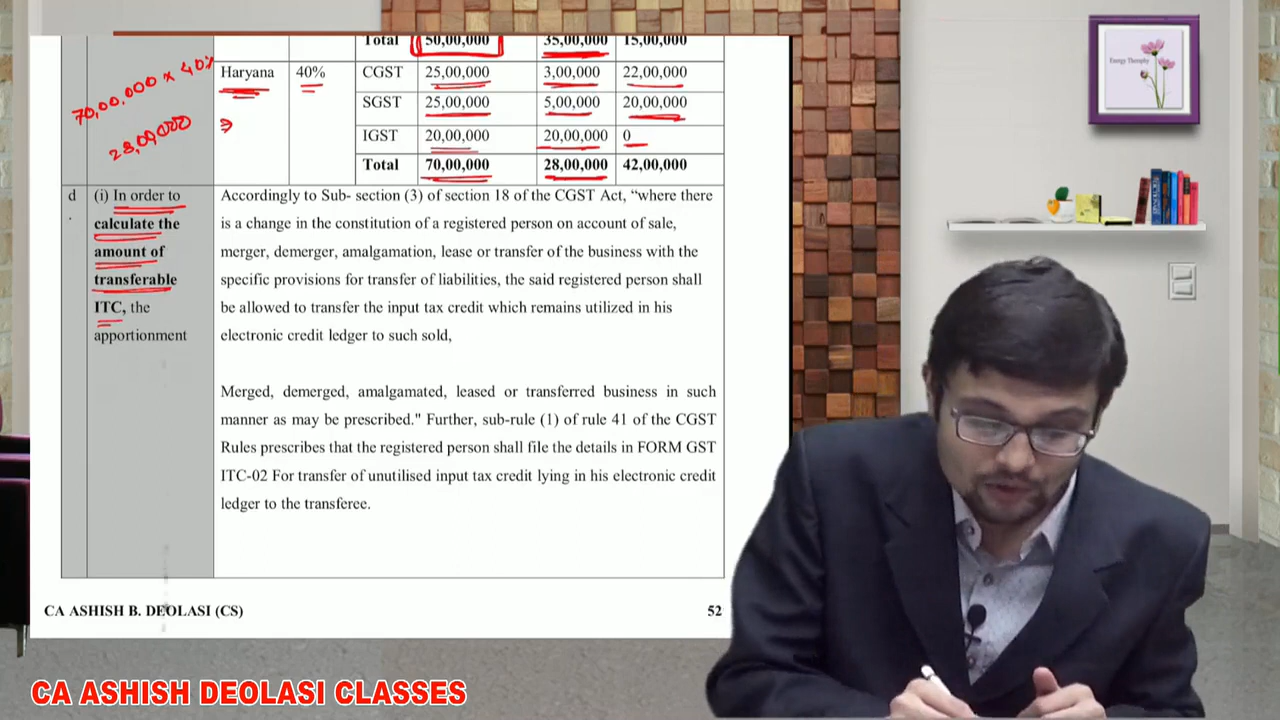 Total 50,00,000 35,00,000 15,00,000
Haryana 40% CGST 25,00,000 3,00,000 22,00,000
SGST 25,00,000 5,00,000 20,00,000
IGST 20,00,000 20,00,000 0
Total 70,00,000 28,00,000 42,00,000
70,00,000 x 40%
28,00,000
d (i) In order to
.
calculate the
amount of
transferable
ITC, the
apportionment
Accordingly to Sub- section (3) of section 18 of the CGST Act, “where there
is a change in the constitution of a registered person on account of sale,
merger, demerger, amalgamation, lease or transfer of the business with the
specific provisions for transfer of liabilities, the said registered person shall
be allowed to transfer the input tax credit which remains utilized in his
electronic credit ledger to such sold,
Merged, demerged, amalgamated, leased or transferred business in such
manner as may be prescribed." Further, sub-rule (1) of rule 41 of the CGST
Rules prescribes that the registered person shall file the details in FORM GST
ITC-02 For transfer of unutilised input tax credit lying in his electronic credit
ledger to the transferee.
CA ASHISH B. DEOLASI (CS) 52
CA ASHISH DEOLASI CLASSES
Energy Theraphy